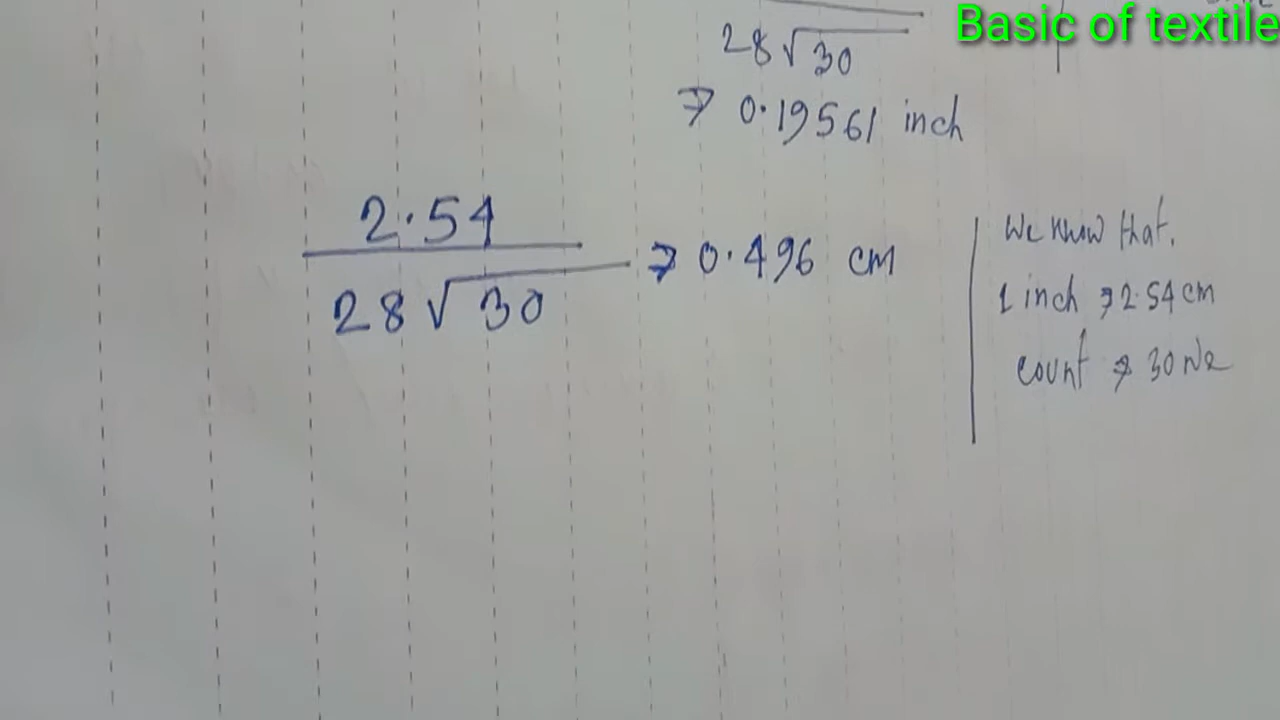 Basic of textile
28√30
⇒ 0.19561 inch
2.54
28√30
⇒ 0.496 cm
We know that.
1 inch ⇒ 2.54 cm
count ⇒ 30 Ne